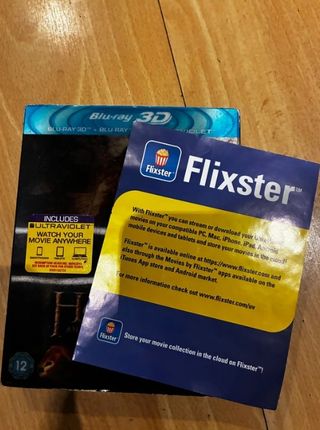 Blu-ray 3D™
BLU-RAY 3D™ + BLU-RAY
VIOLET
Flixster
Flixster™
INCLUDES
ULTRAVIOLET
WATCH YOUR
MOVIE ANYWHERE
With Flixster™ you can stream or download your
movies on your compatible PC, Mac, iPhone, iPad, Android
mobile devices and tablets and store your movies in the cloud!
Flixster™ is available online at https://www.flixster.com and
also through the Movies by Flixster™ apps available on the
iTunes App store and Android market.
For more information check out www.flixster.com/uv
H
12
Flixster
Store your movie collection in the cloud on Flixster™!